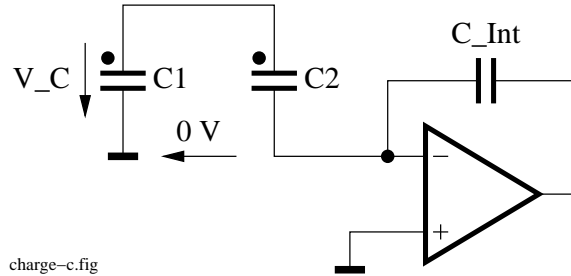 C_Int
V_C
C1
C2
0 V
−
+
charge−c.fig